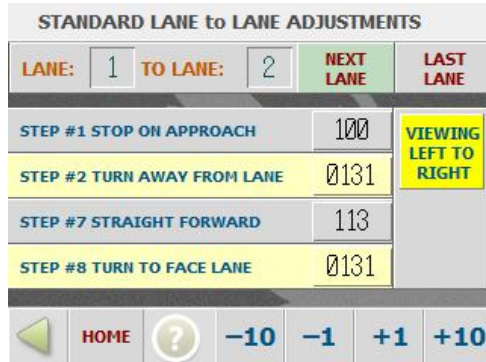 STANDARD LANE to LANE ADJUSTMENTS
LANE: 1 TO LANE: 2 NEXT LANE LAST LANE
STEP #1 STOP ON APPROACH 100
VIEWING LEFT TO RIGHT
STEP #2 TURN AWAY FROM LANE 0131
STEP #7 STRAIGHT FORWARD 113
STEP #8 TURN TO FACE LANE 0131
HOME ? −10 −1 +1 +10